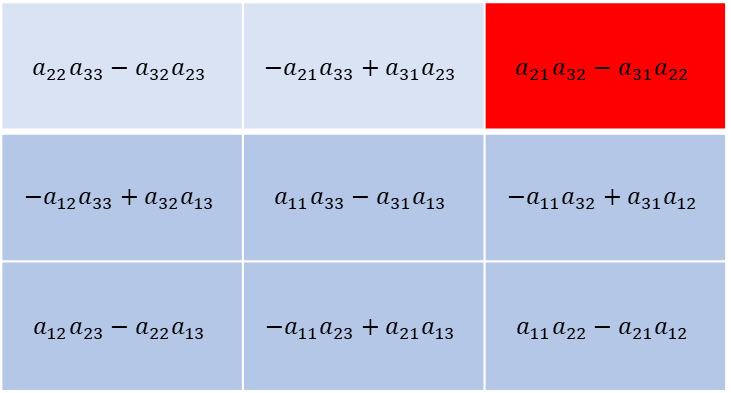 𝑎₂₂𝑎₃₃ − 𝑎₃₂𝑎₂₃
−𝑎₂₁𝑎₃₃ + 𝑎₃₁𝑎₂₃
𝑎₂₁𝑎₃₂ − 𝑎₃₁𝑎₂₂
−𝑎₁₂𝑎₃₃ + 𝑎₃₂𝑎₁₃
𝑎₁₁𝑎₃₃ − 𝑎₃₁𝑎₁₃
−𝑎₁₁𝑎₃₂ + 𝑎₃₁𝑎₁₂
𝑎₁₂𝑎₂₃ − 𝑎₂₂𝑎₁₃
−𝑎₁₁𝑎₂₃ + 𝑎₂₁𝑎₁₃
𝑎₁₁𝑎₂₂ − 𝑎₂₁𝑎₁₂